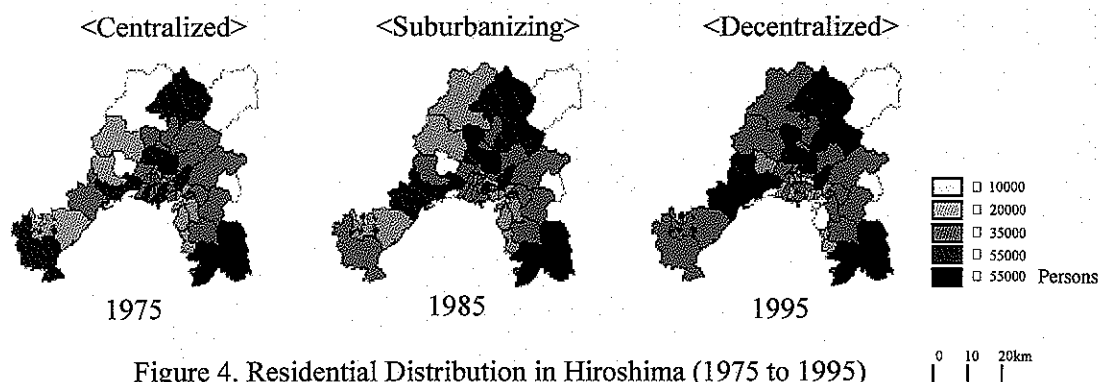 <Centralized> <Suburbanizing> <Decentralized>
1975 1985 1995
□ 10000
□ 20000
□ 35000
□ 55000
□ 55000 Persons
0 10 20km
Figure 4. Residential Distribution in Hiroshima (1975 to 1995)